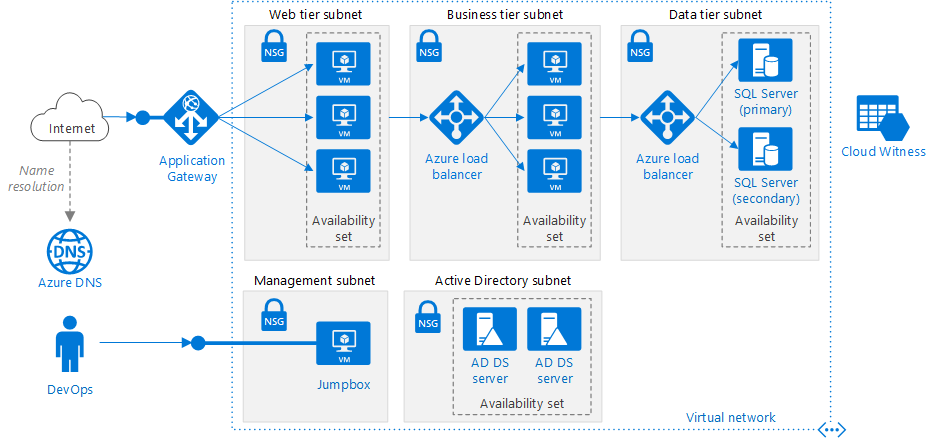 Web tier subnet
Business tier subnet
Data tier subnet
NSG
VM
VM
VM
Availability
set
NSG
Azure load
balancer
VM
VM
VM
Availability
set
NSG
Azure load
balancer
SQL Server
(primary)
SQL Server
(secondary)
Availability
set
Cloud Witness
Internet
Application
Gateway
Name
resolution
DNS
Azure DNS
Management subnet
Active Directory subnet
NSG
VM
Jumpbox
NSG
AD DS
server
AD DS
server
Availability set
DevOps
Virtual network